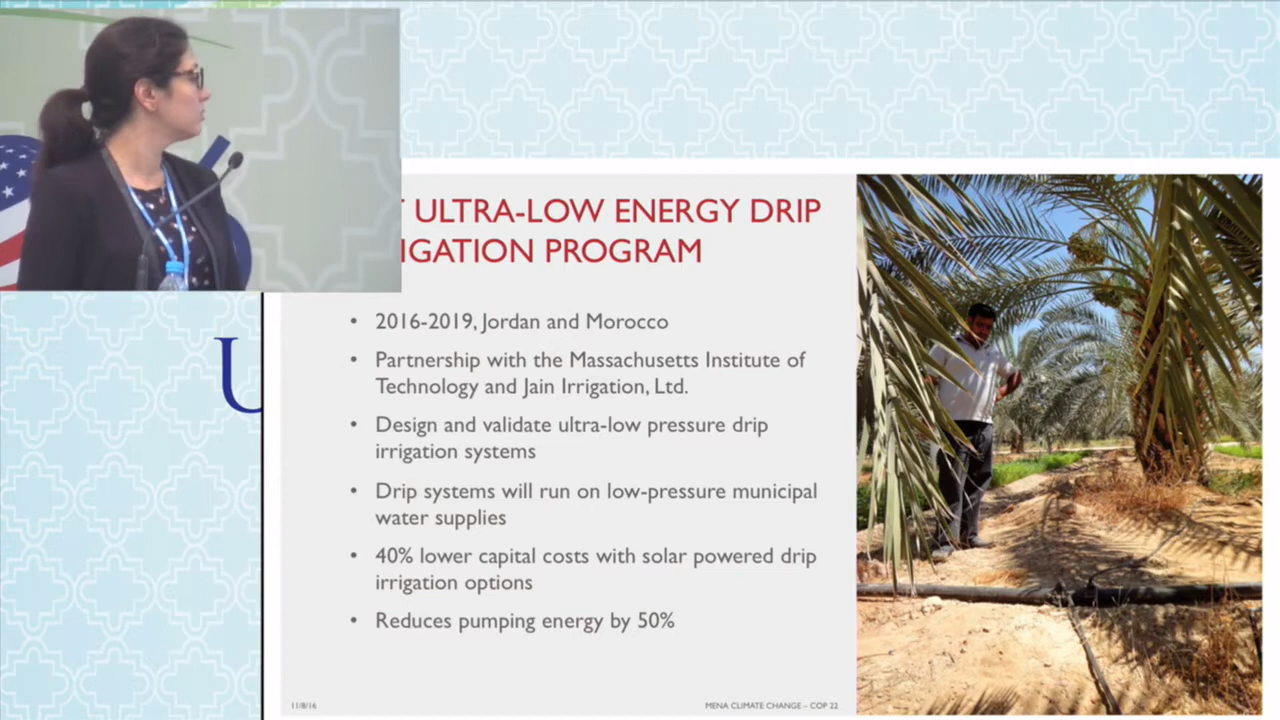 ULTRA-LOW ENERGY DRIP
IGATION PROGRAM
• 2016-2019, Jordan and Morocco
• Partnership with the Massachusetts Institute of
Technology and Jain Irrigation, Ltd.
• Design and validate ultra-low pressure drip
irrigation systems
• Drip systems will run on low-pressure municipal
water supplies
• 40% lower capital costs with solar powered drip
irrigation options
• Reduces pumping energy by 50%
U
11/8/16
MENA CLIMATE CHANGE – COP 22